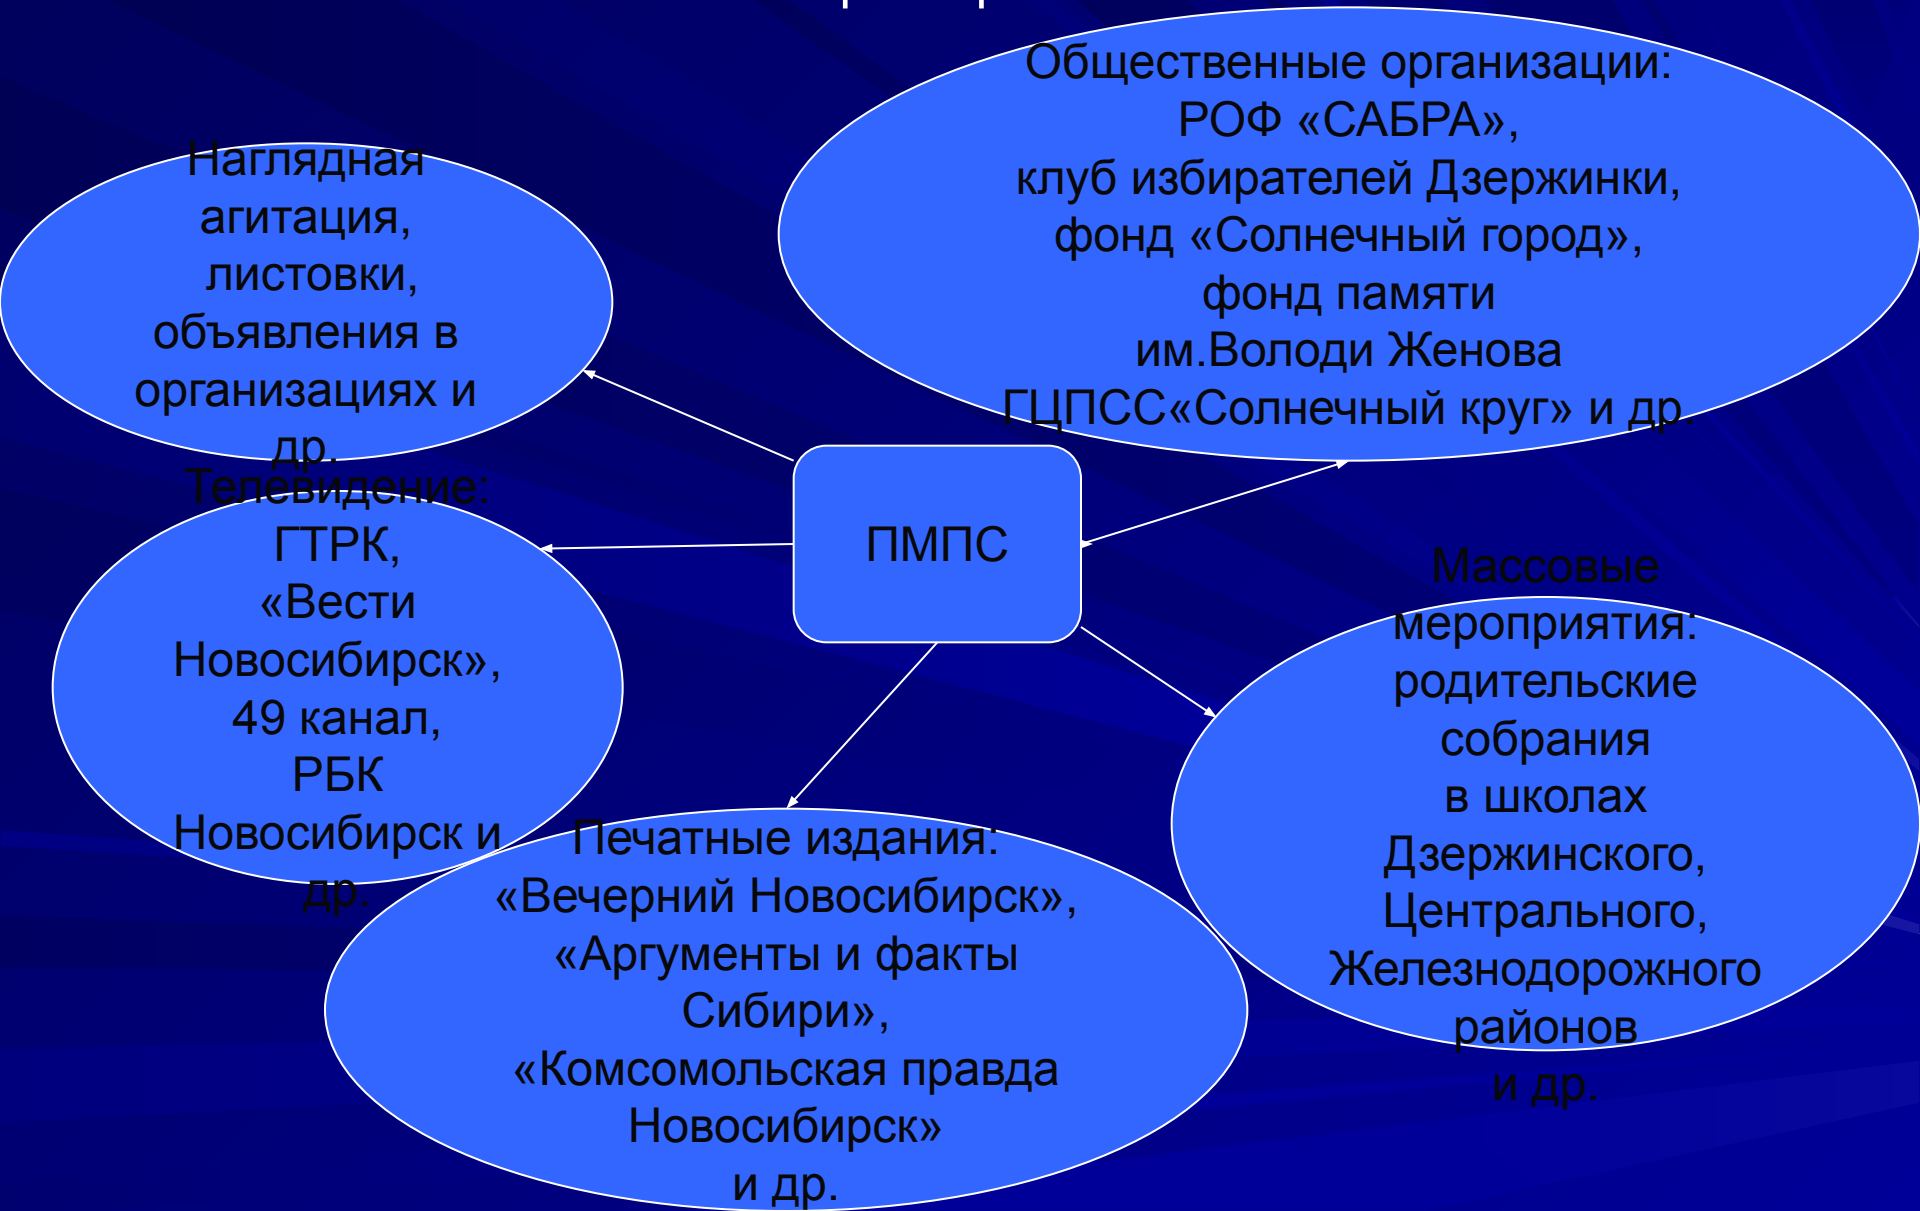 Общественные организации:
РОФ «САБРА»,
клуб избирателей Дзержинки,
фонд «Солнечный город»,
фонд памяти
им.Володи Женова
ГЦПСС«Солнечный круг» и др.
Наглядная
агитация,
листовки,
объявления в
организациях и
др.
ПМПС
Телевидение:
ГТРК,
«Вести
Новосибирск»,
49 канал,
РБК
Новосибирск и
др.
Массовые
мероприятия:
родительские
собрания
в школах
Дзержинского,
Центрального,
Железнодорожного
районов
и др.
Печатные издания:
«Вечерний Новосибирск»,
«Аргументы и факты
Сибири»,
«Комсомольская правда
Новосибирск»
и др.